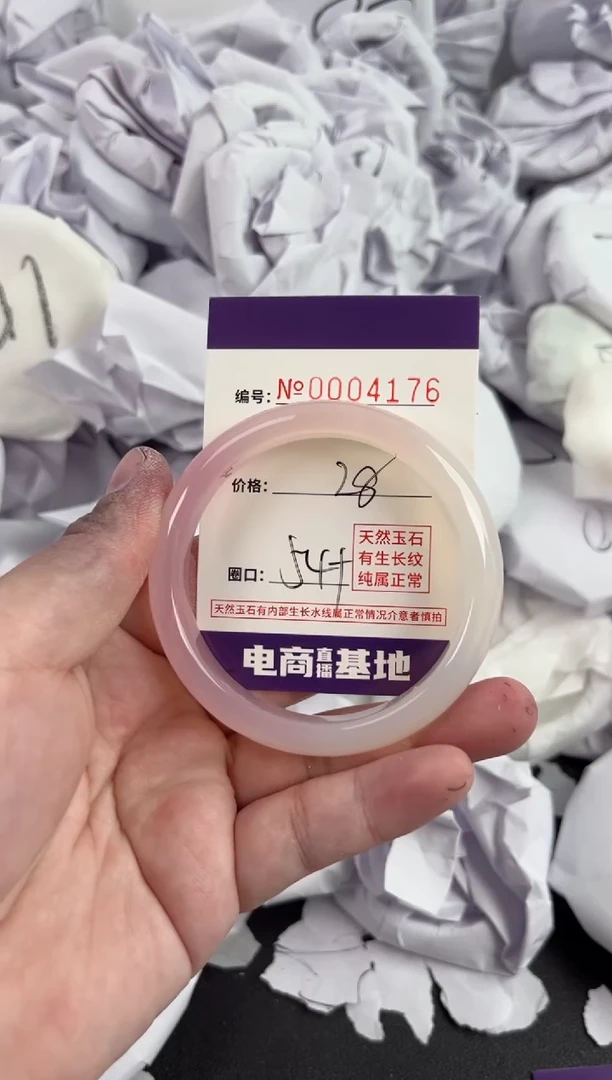 编号: №0004176
价格: 28
天然玉石
有生长纹
纯属正常
圈口: 54+
天然玉石有内部生长水线属正常情况介意者慎拍
电商直播基地